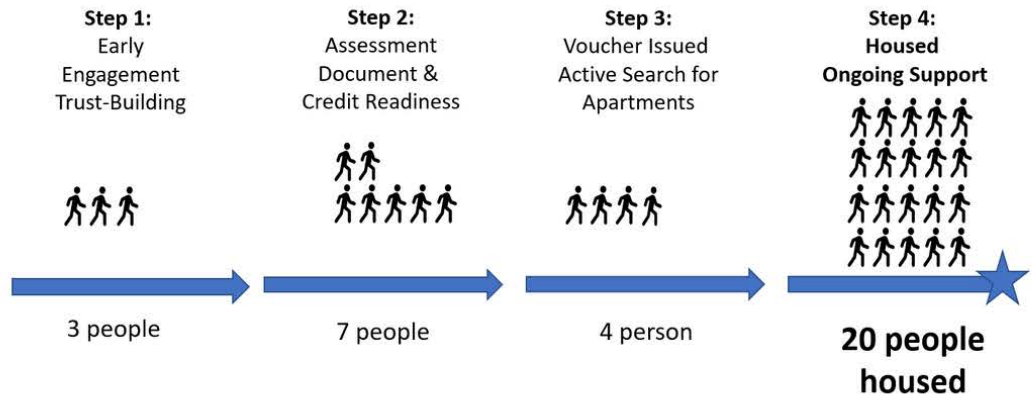 Step 1:
Early
Engagement
Trust-Building
Step 2:
Assessment
Document &
Credit Readiness
Step 3:
Voucher Issued
Active Search for
Apartments
Step 4:
Housed
Ongoing Support
3 people
7 people
4 person
20 people
housed